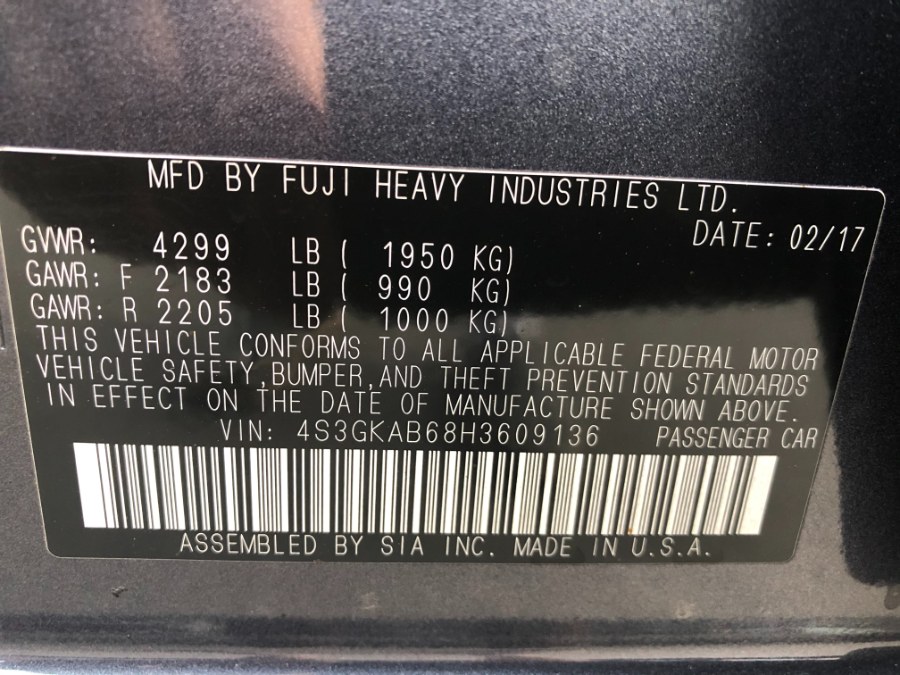 MFD BY FUJI HEAVY INDUSTRIES LTD.
DATE: 02/17
GVWR: 4299 LB ( 1950 KG)
GAWR: F 2183 LB ( 990 KG)
GAWR: R 2205 LB ( 1000 KG)
THIS VEHICLE CONFORMS TO ALL APPLICABLE FEDERAL MOTOR
VEHICLE SAFETY,BUMPER,AND THEFT PREVENTION STANDARDS
IN EFFECT ON THE DATE OF MANUFACTURE SHOWN ABOVE.
VIN: 4S3GKAB68H3609136 PASSENGER CAR
ASSEMBLED BY SIA INC. MADE IN U.S.A.